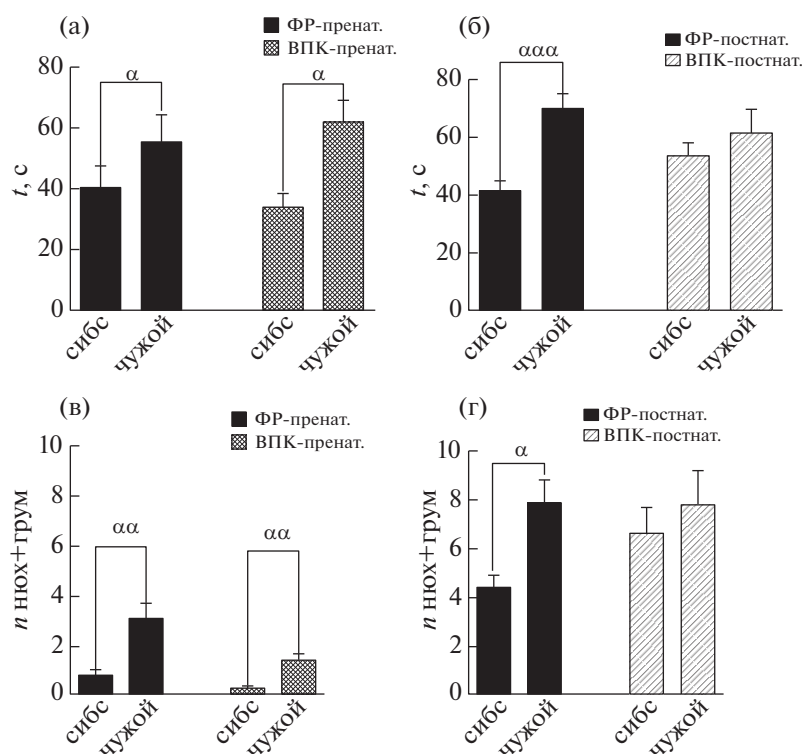 (а)
ФР-пренат.
ВПК-пренат.
α
α
80
60
40
20
0
t, с
сибс
чужой
сибс
чужой
(б)
ФР-постнат.
ВПК-постнат.
ααα
80
60
40
20
0
t, с
сибс
чужой
сибс
чужой
(в)
ФР-пренат.
ВПК-пренат.
αα
αα
10
8
6
4
2
0
n нюх+грум
сибс
чужой
сибс
чужой
(г)
ФР-постнат.
ВПК-постнат.
α
10
8
6
4
2
0
n нюх+грум
сибс
чужой
сибс
чужой